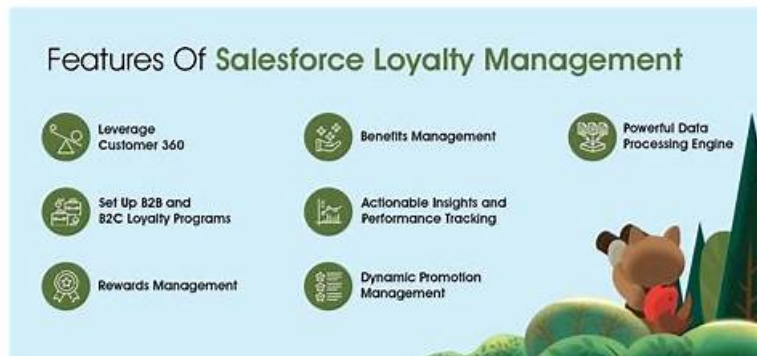 Features Of Salesforce Loyalty Management
Leverage
Customer 360
Set Up B2B and
B2C Loyalty Programs
Rewards Management
Benefits Management
Actionable Insights and
Performance Tracking
Dynamic Promotion
Management
Powerful Data
Processing Engine